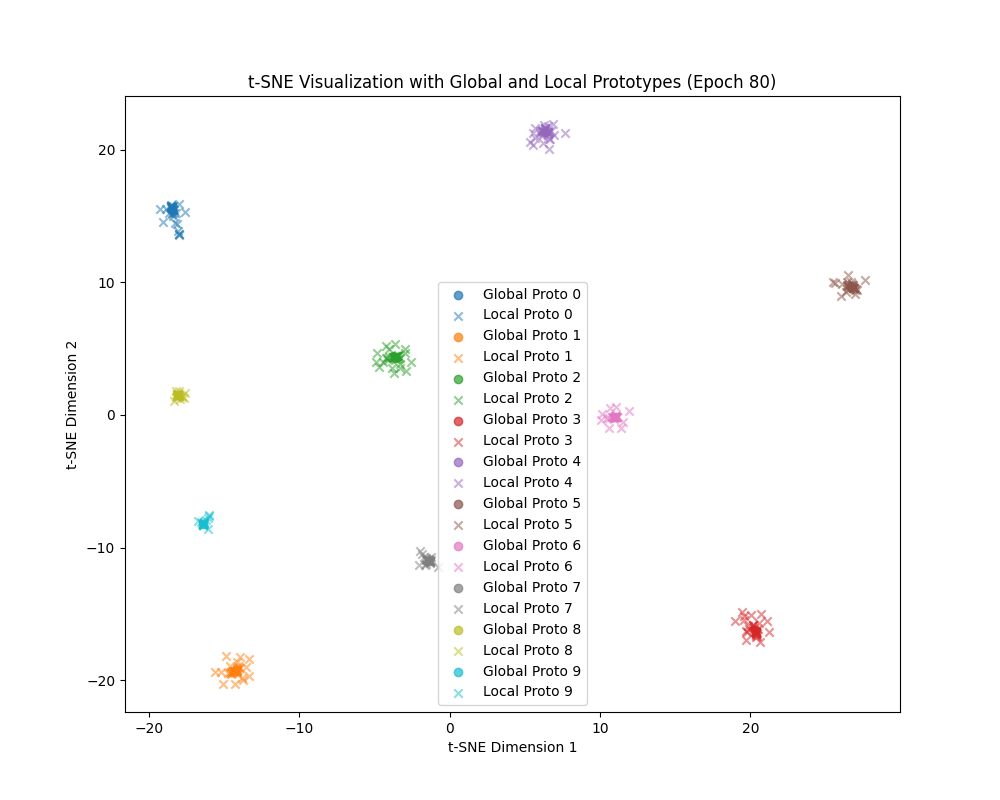 t-SNE Visualization with Global and Local Prototypes (Epoch 80)
t-SNE Dimension 2
20
10
0
−10
−20
Global Proto 0
Local Proto 0
Global Proto 1
Local Proto 1
Global Proto 2
Local Proto 2
Global Proto 3
Local Proto 3
Global Proto 4
Local Proto 4
Global Proto 5
Local Proto 5
Global Proto 6
Local Proto 6
Global Proto 7
Local Proto 7
Global Proto 8
Local Proto 8
Global Proto 9
Local Proto 9
−20 −10 0 10 20
t-SNE Dimension 1